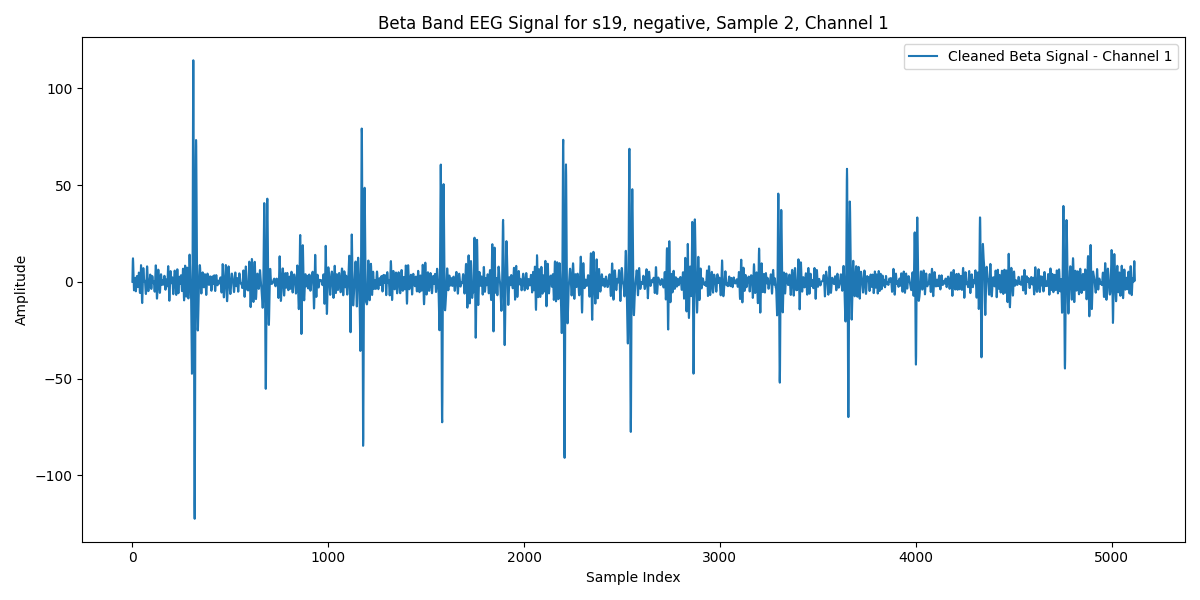 Beta Band EEG Signal for s19, negative, Sample 2, Channel 1
Cleaned Beta Signal - Channel 1
Amplitude
100
50
0
−50
−100
0 1000 2000 3000 4000 5000
Sample Index